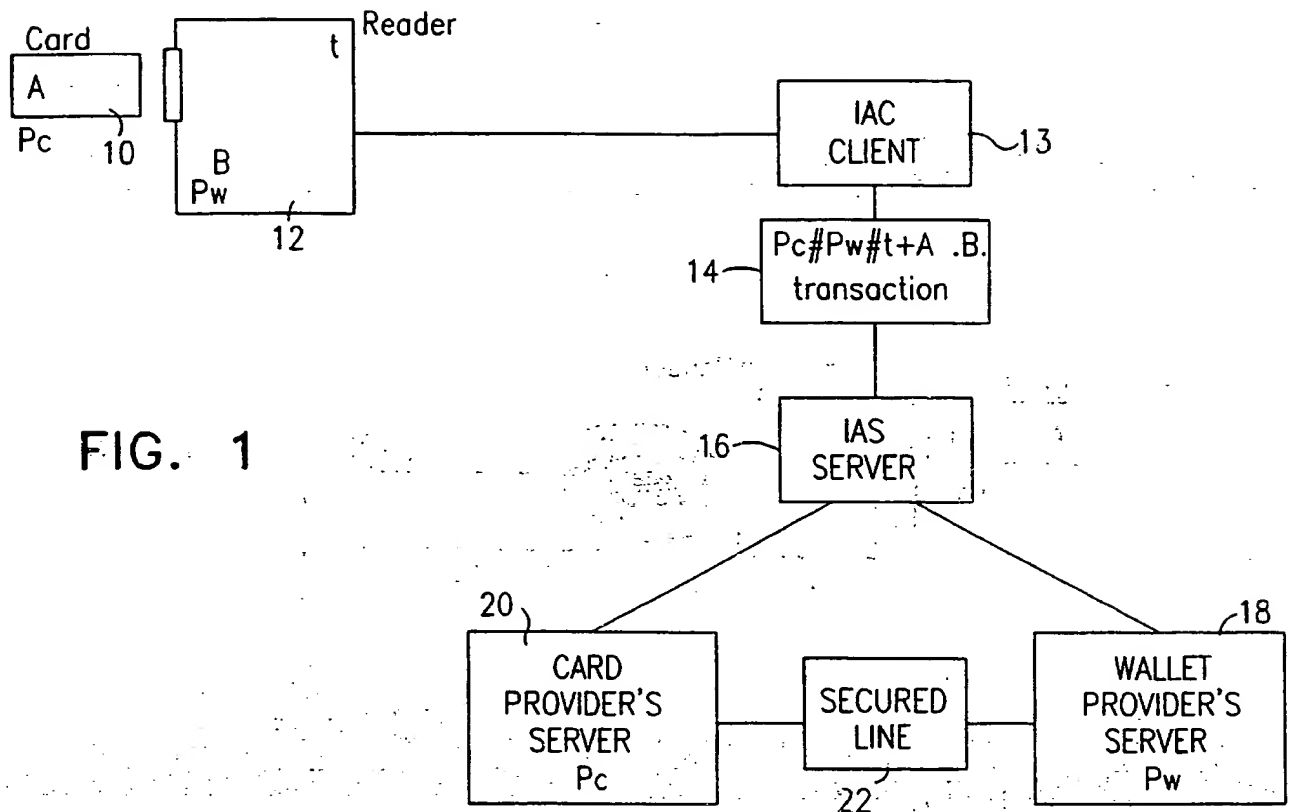 Card
A
Pc
10
Reader
t
B
Pw
12
IAC
CLIENT
13
14
Pc#Pw#t+A .B.
transaction
FIG. 1
16
IAS
SERVER
20
CARD
PROVIDER'S
SERVER
Pc
SECURED
LINE
22
18
WALLET
PROVIDER'S
SERVER
Pw